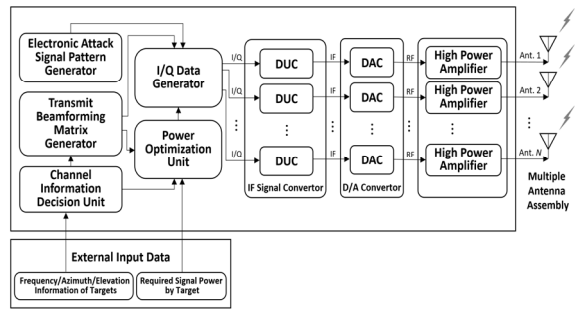 Electronic Attack
Signal Pattern
Generator
Transmit
Beamforming
Matrix
Generator
Channel
Information
Decision Unit
I/Q Data
Generator
Power
Optimization
Unit
I/Q
I/Q
I/Q
DUC
DUC
DUC
IF Signal Convertor
IF
IF
IF
DAC
DAC
DAC
D/A Convertor
RF
RF
RF
High Power
Amplifier
High Power
Amplifier
High Power
Amplifier
Ant. 1
Ant. 2
Ant. N
Multiple
Antenna
Assembly
External Input Data
Frequency/Azimuth/Elevation
Information of Targets
Required Signal Power
by Target